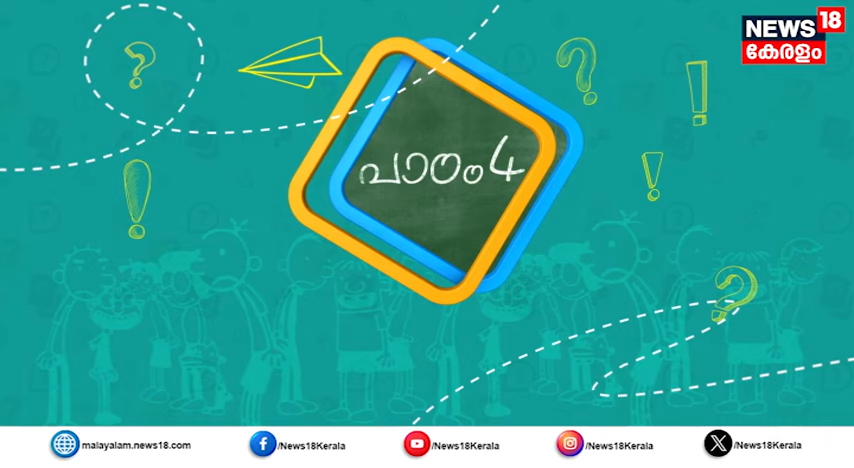 NEWS 18
കേരളം
പാഠം 4
malayalam.news18.com
/News18Kerala
/News18Kerala
/News18Kerala
/News18Kerala